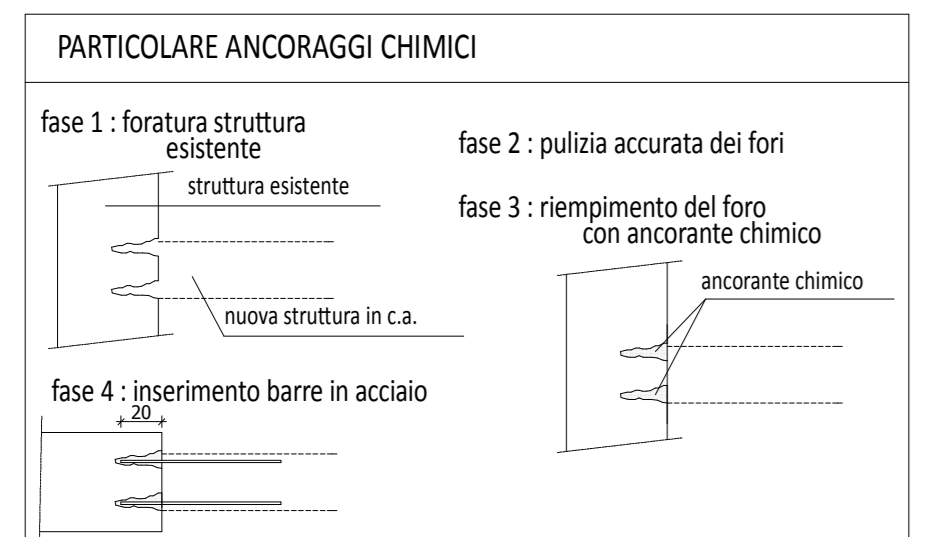 PARTICOLARE ANCORAGGI CHIMICI
fase 1 : foratura struttura
esistente
struttura esistente
nuova struttura in c.a.
fase 2 : pulizia accurata dei fori
fase 3 : riempimento del foro
con ancorante chimico
ancorante chimico
fase 4 : inserimento barre in acciaio
20